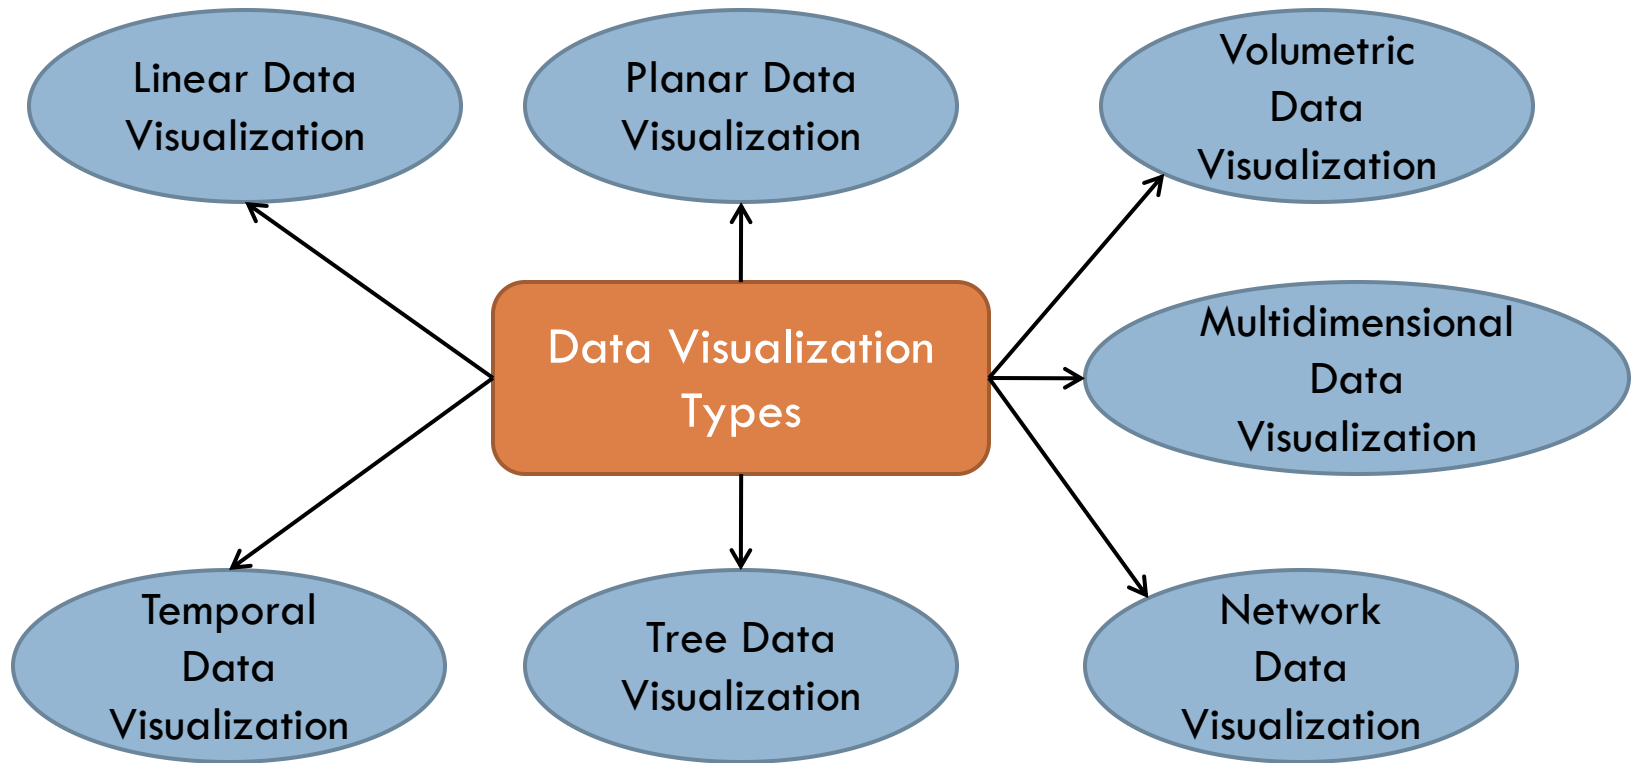 Linear Data
Visualization
Planar Data
Visualization
Volumetric
Data
Visualization
Data Visualization
Types
Multidimensional
Data
Visualization
Temporal
Data
Visualization
Tree Data
Visualization
Network
Data
Visualization